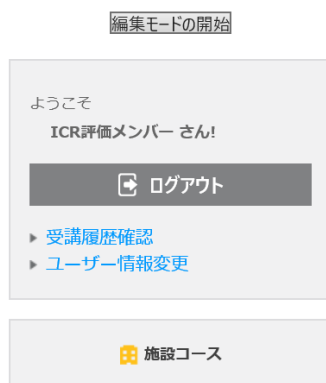 編集モードの開始
ようこそ
ICR評価メンバー さん!
ログアウト
受講履歴確認
ユーザー情報変更
施設コース